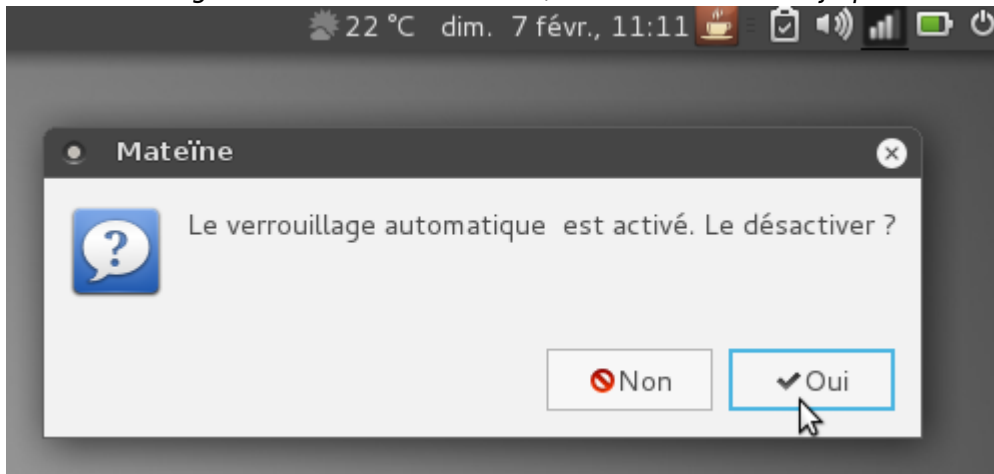 22 °C dim. 7 févr., 11:11
Mateïne
Le verrouillage automatique  est activé. Le désactiver ?
Non
Oui